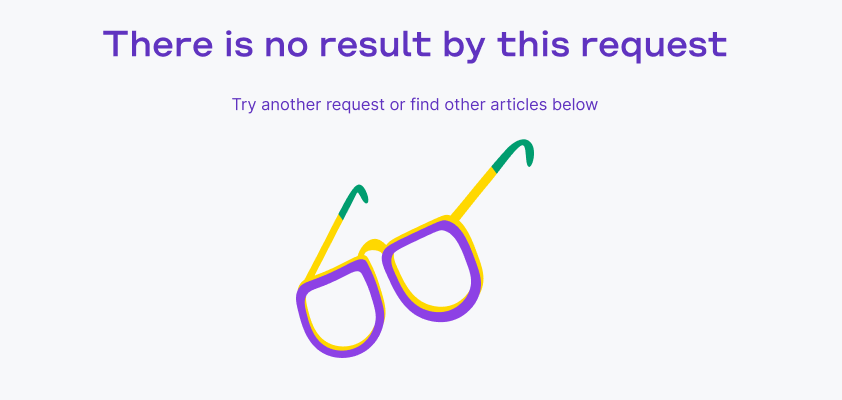 There is no result by this request
Try another request or find other articles below